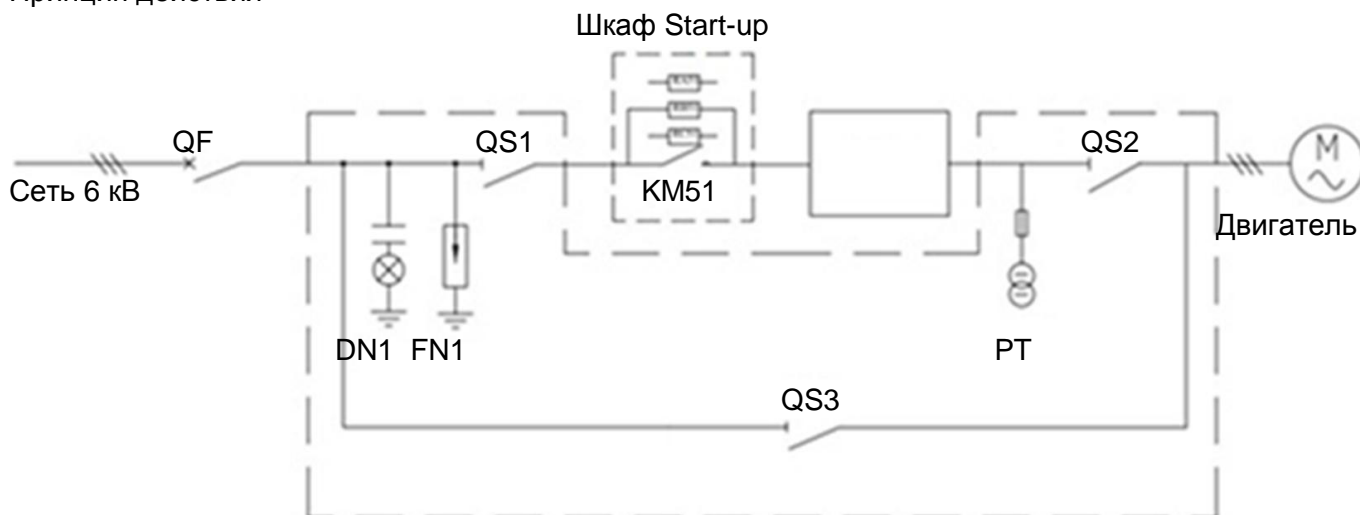 Шкаф Start-up
QF
QS1
QS2
M
Сеть 6 кВ
KM51
Двигатель
DN1
FN1
PT
QS3